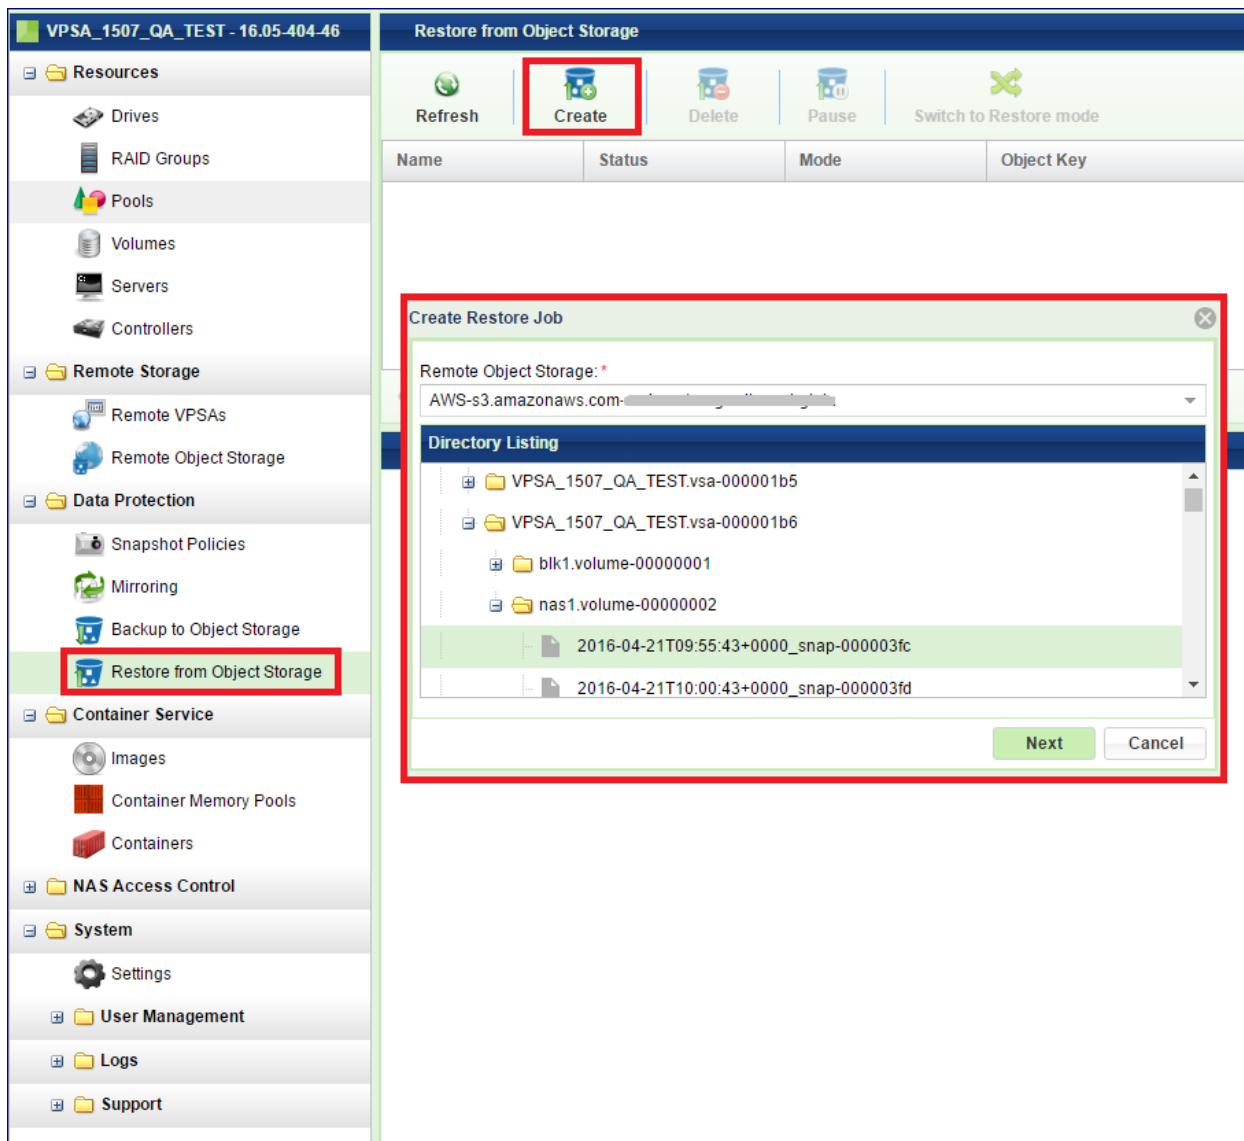 VPSA_1507_QA_TEST - 16.05-404-46
Resources
Drives
RAID Groups
Pools
Volumes
Servers
Controllers
Remote Storage
Remote VPSAs
Remote Object Storage
Data Protection
Snapshot Policies
Mirroring
Backup to Object Storage
Restore from Object Storage
Container Service
Images
Container Memory Pools
Containers
NAS Access Control
System
Settings
User Management
Logs
Support
Restore from Object Storage
Refresh Create Delete Pause Switch to Restore mode
Name Status Mode Object Key
Create Restore Job
Remote Object Storage: *
AWS-s3.amazonaws.com-
Directory Listing
VPSA_1507_QA_TEST.vsa-000001b5
VPSA_1507_QA_TEST.vsa-000001b6
blk1.volume-00000001
nas1.volume-00000002
2016-04-21T09:55:43+0000_snap-000003fc
2016-04-21T10:00:43+0000_snap-000003fd
Next Cancel